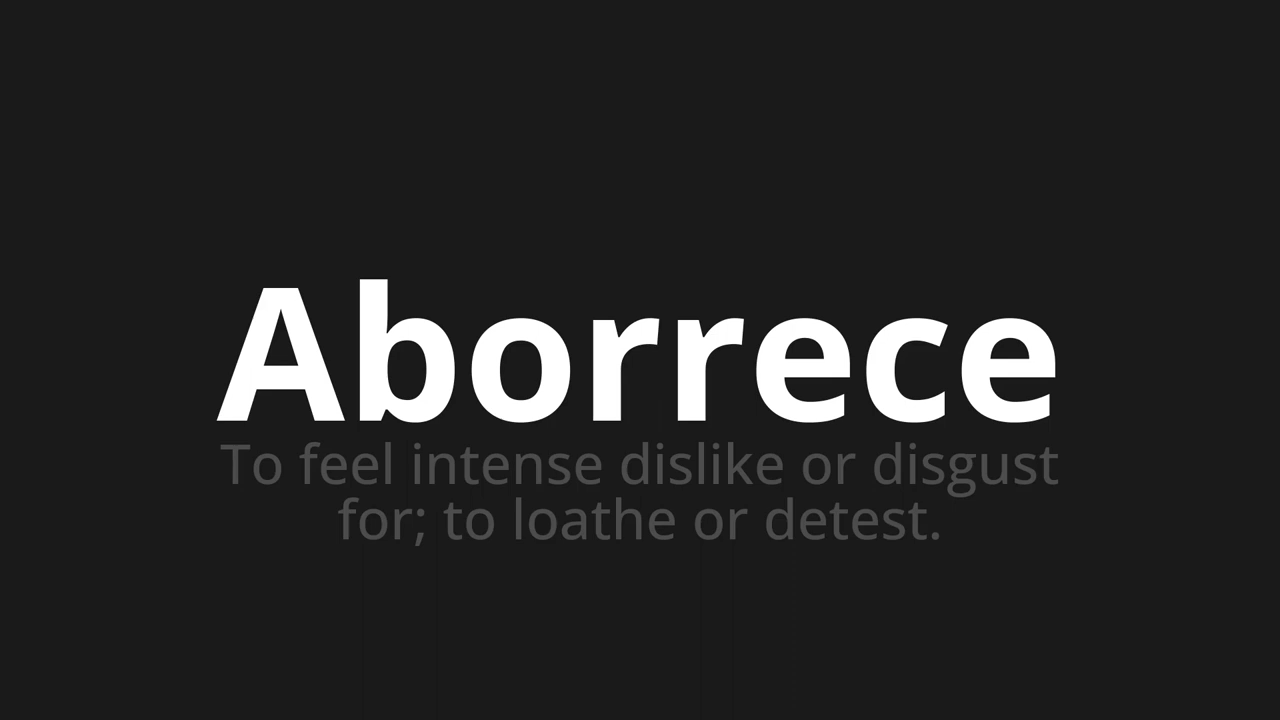 Aborrece
To feel intense dislike or disgust
for; to loathe or detest.